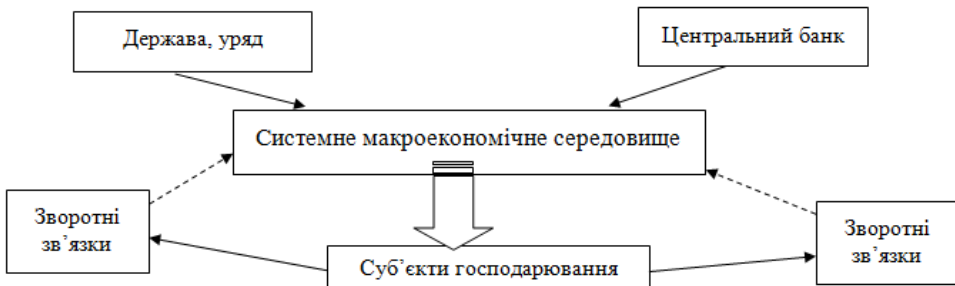 Держава, уряд
Центральний банк
Системне макроекономічне середовище
Зворотні
зв’язки
Суб’єкти господарювання
Зворотні
зв’язки